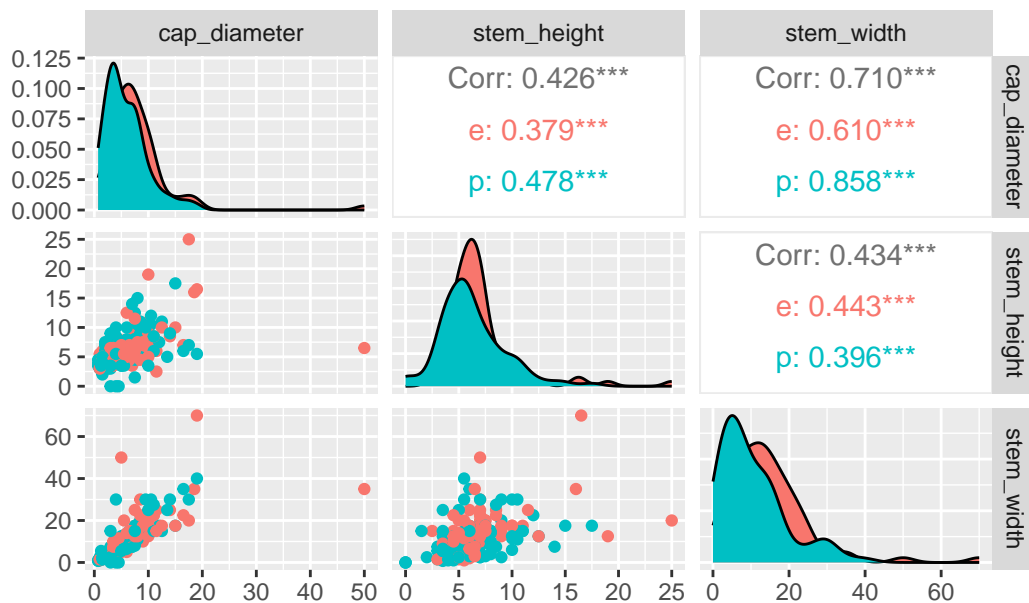 cap_diameter stem_height stem_width
0.125
0.100
0.075
0.050
0.025
0.000
Corr: 0.426***
e: 0.379***
p: 0.478***
Corr: 0.710***
e: 0.610***
p: 0.858***
cap_diameter
25
20
15
10
5
0
Corr: 0.434***
e: 0.443***
p: 0.396***
stem_height
60
40
20
0
stem_width
0 10 20 30 40 50
0 5 10 15 20 25
0 20 40 60